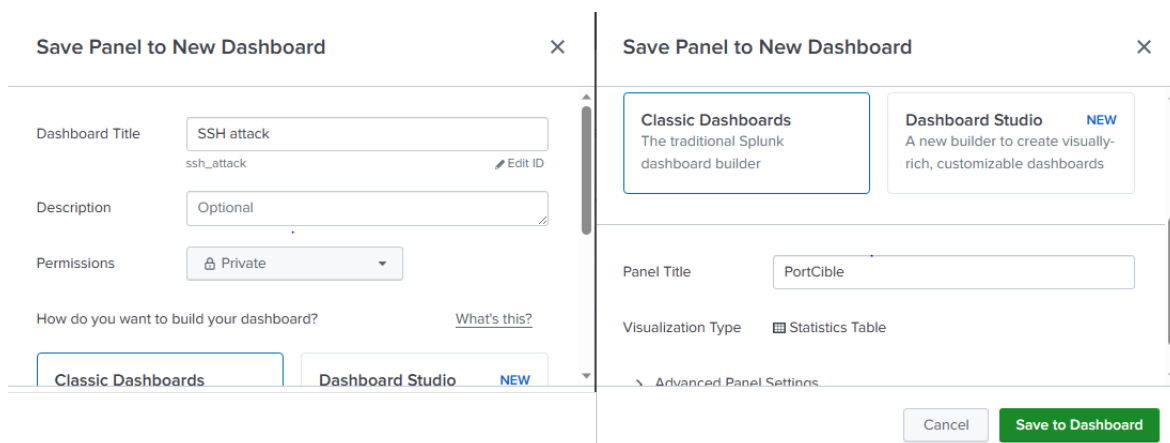 Save Panel to New Dashboard
Dashboard Title
SSH attack
ssh_attack
Edit ID
Description
Optional
Permissions
Private
How do you want to build your dashboard?
What's this?
Classic Dashboards
Dashboard Studio
NEW
Save Panel to New Dashboard
Classic Dashboards
The traditional Splunk
dashboard builder
Dashboard Studio
NEW
A new builder to create visually-
rich, customizable dashboards
Panel Title
PortCible
Visualization Type
Statistics Table
Advanced Panel Settings
Cancel
Save to Dashboard